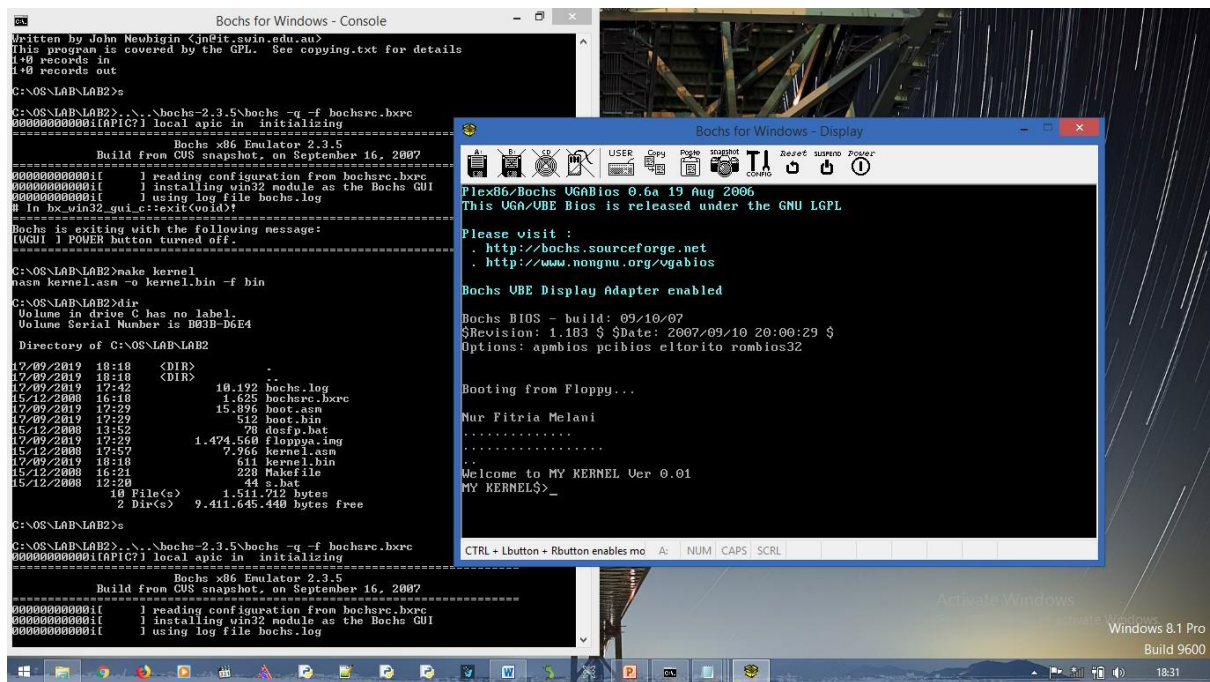 Bochs for Windows - Console
Written by John Newbigin <jn@it.swin.edu.au>
This program is covered by the GPL.  See copying.txt for details
1+0 records in
1+0 records out
C:\OS\LAB\LAB2>s
C:\OS\LAB\LAB2>..\..\bochs-2.3.5\bochs -q -f bochsrc.bxrc
00000000000i[APIC?] local apic in  initializing
========================================================================
Bochs x86 Emulator 2.3.5
Build from CVS snapshot, on September 16, 2007
========================================================================
00000000000i[     ] reading configuration from bochsrc.bxrc
00000000000i[     ] installing win32 module as the Bochs GUI
00000000000i[     ] using log file bochs.log
# In bx_win32_gui_c::exit(void)!
========================================================================
Bochs is exiting with the following message:
[WGUI ] POWER button turned off.
========================================================================
C:\OS\LAB\LAB2>make kernel
nasm kernel.asm -o kernel.bin -f bin
C:\OS\LAB\LAB2>dir
Volume in drive C has no label.
Volume Serial Number is B03B-D6E4
Directory of C:\OS\LAB\LAB2
17/09/2019  18:18    <DIR>          .
17/09/2019  18:18    <DIR>          ..
17/09/2019  17:42            10.192 bochs.log
15/12/2008  16:18             1.625 bochsrc.bxrc
17/09/2019  17:29            15.896 boot.asm
17/09/2019  17:29               512 boot.bin
15/12/2008  13:52                78 dosfp.bat
17/09/2019  17:29         1.474.560 floppya.img
15/12/2008  17:57             7.966 kernel.asm
17/09/2019  18:18               611 kernel.bin
15/12/2008  16:21               228 Makefile
15/12/2008  12:20                44 s.bat
10 File(s)      1.511.712 bytes
2 Dir(s)   9.411.645.440 bytes free
C:\OS\LAB\LAB2>s
C:\OS\LAB\LAB2>..\..\bochs-2.3.5\bochs -q -f bochsrc.bxrc
00000000000i[APIC?] local apic in  initializing
========================================================================
Bochs x86 Emulator 2.3.5
Build from CVS snapshot, on September 16, 2007
========================================================================
00000000000i[     ] reading configuration from bochsrc.bxrc
00000000000i[     ] installing win32 module as the Bochs GUI
00000000000i[     ] using log file bochs.log
Bochs for Windows - Display
A: B: CD USER Copy Paste snapshot CONFIG Reset SUSPEND Power
Plex86/Bochs VGABios 0.6a 19 Aug 2006
This VGA/VBE Bios is released under the GNU LGPL
Please visit :
. http://bochs.sourceforge.net
. http://www.nongnu.org/vgabios
Bochs VBE Display Adapter enabled
Bochs BIOS - build: 09/10/07
$Revision: 1.183 $ $Date: 2007/09/10 20:00:29 $
Options: apmbios pcibios eltorito rombios32
Booting from Floppy...
Nur Fitria Melani
..............
..................
..
Welcome to MY KERNEL Ver 0.01
MY KERNEL$>_
CTRL + Lbutton + Rbutton enables mo A: NUM CAPS SCRL
Activate Windows
Windows 8.1 Pro
Build 9600
18:31